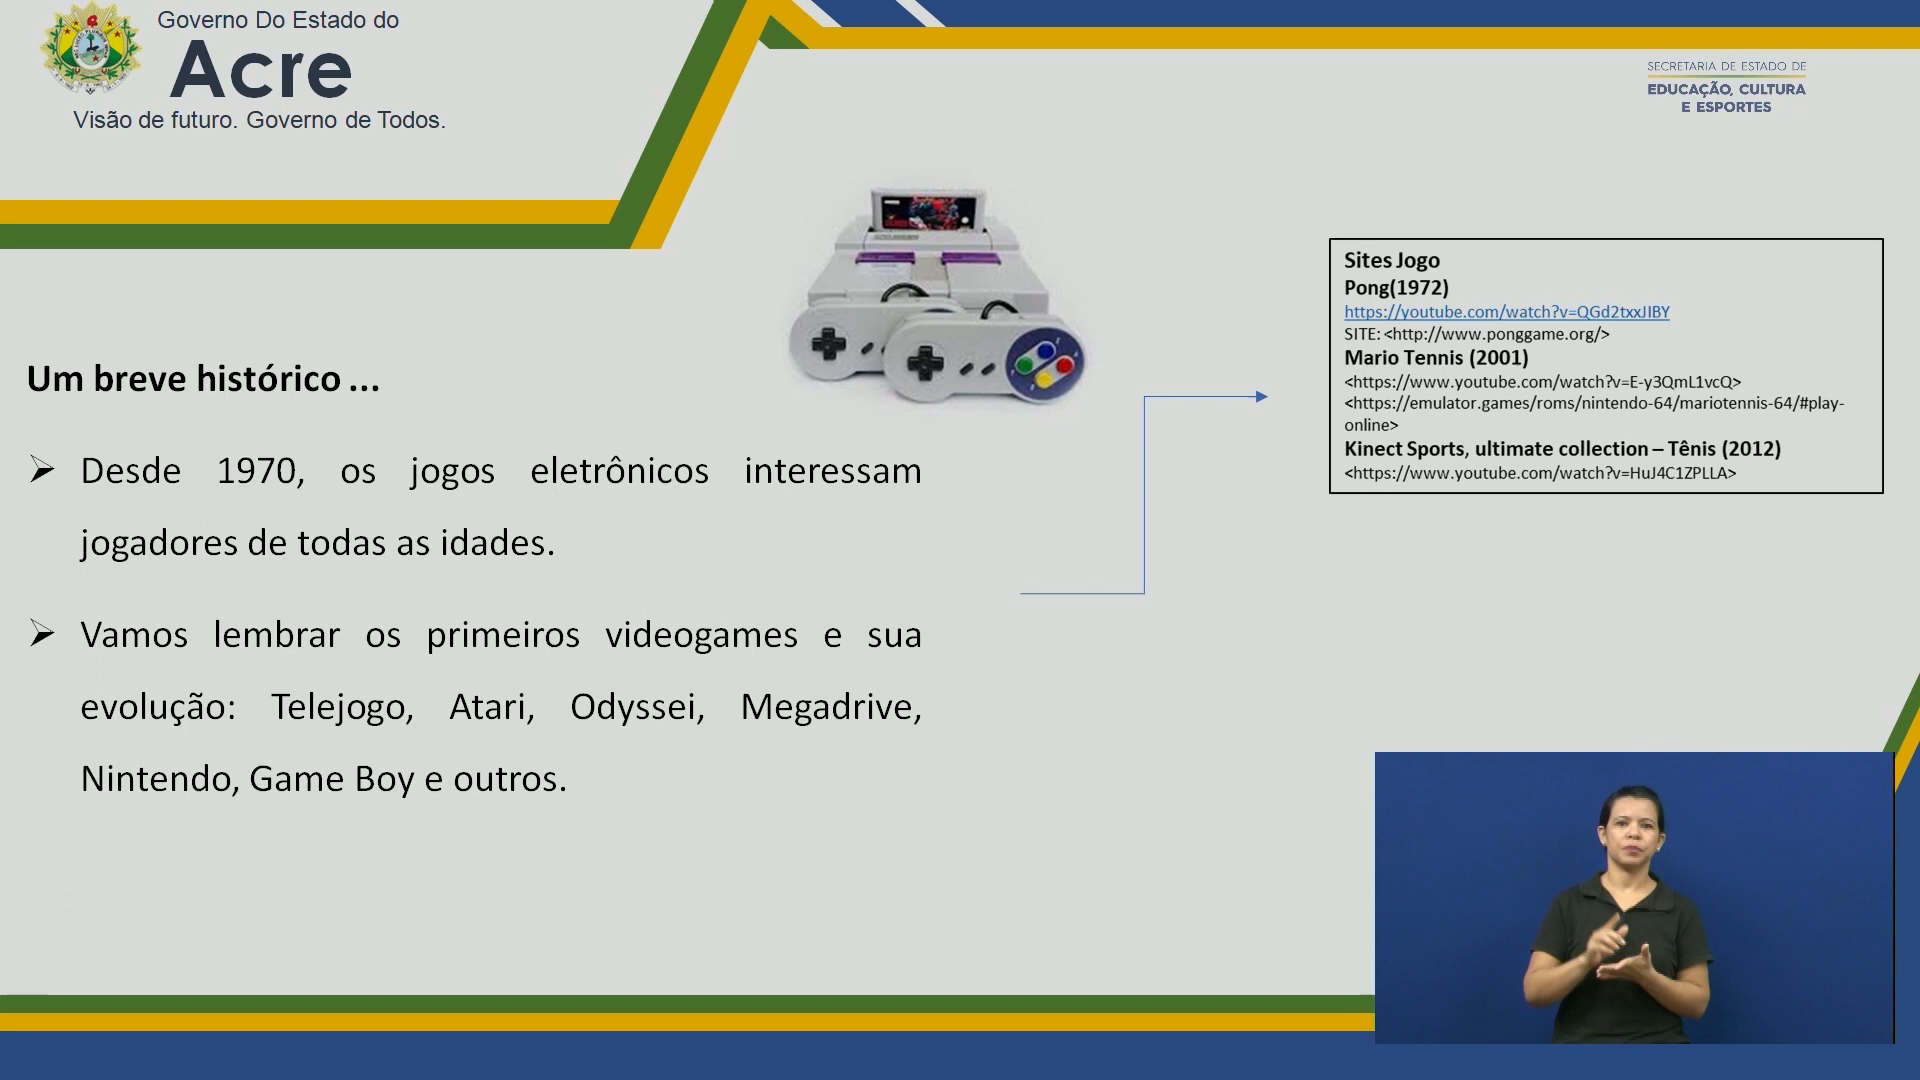 Governo Do Estado do
Acre
Visão de futuro. Governo de Todos.
SECRETARIA DE ESTADO DE
EDUCAÇÃO, CULTURA
E ESPORTES
Um breve histórico ...
Desde 1970, os jogos eletrônicos interessam
jogadores de todas as idades.
Vamos lembrar os primeiros videogames e sua
evolução: Telejogo, Atari, Odyssei, Megadrive,
Nintendo, Game Boy e outros.
Sites Jogo
Pong(1972)
https://youtube.com/watch?v=QGd2txxJIBY
SITE: <http://www.ponggame.org/>
Mario Tennis (2001)
<https://www.youtube.com/watch?v=E-y3QmL1vcQ>
<https://emulator.games/roms/nintendo-64/mariotennis-64/#play-
online>
Kinect Sports, ultimate collection – Tênis (2012)
<https://www.youtube.com/watch?v=HuJ4C1ZPLLA>